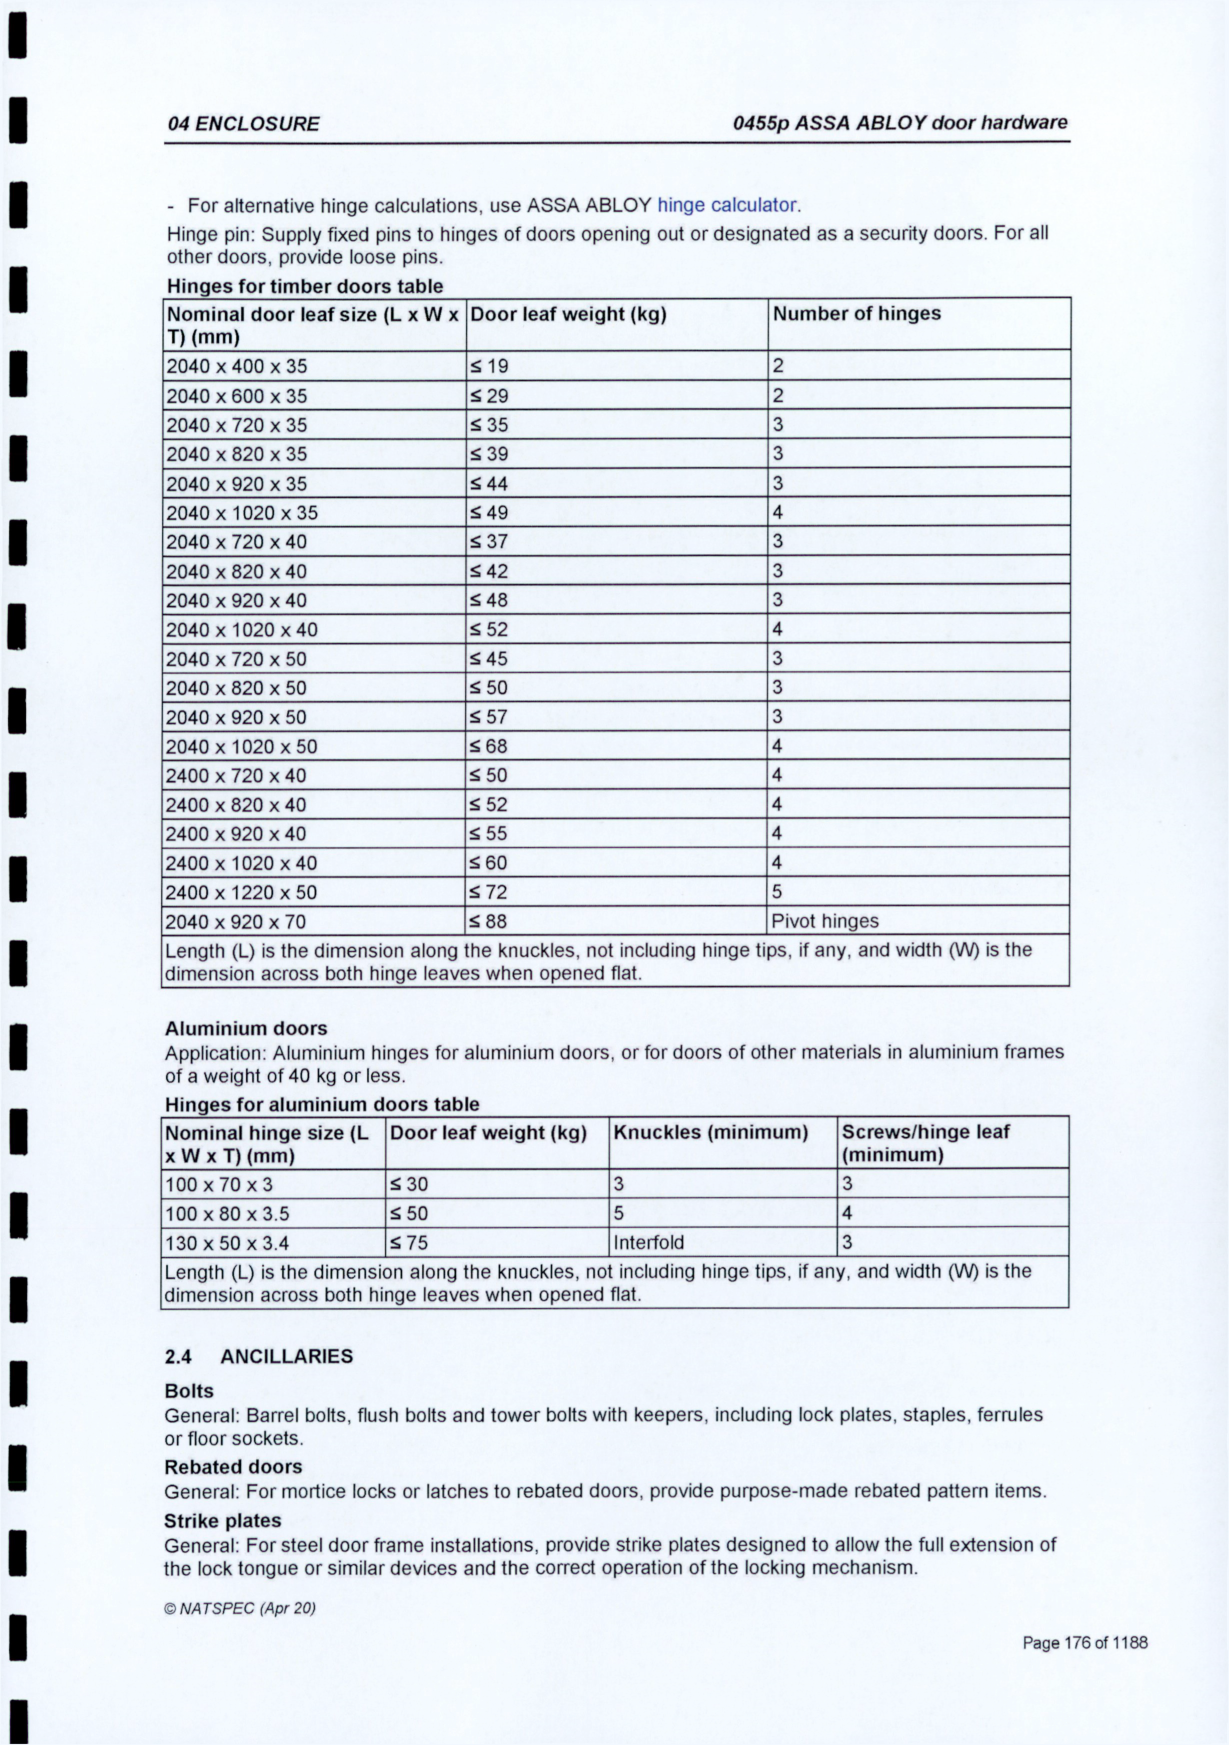 04 ENCLOSURE 0455p ASSA ABLOY door hardware
- For alternative hinge calculations, use ASSA ABLOY hinge calculator.
Hinge pin: Supply fixed pins to hinges of doors opening out or designated as a security doors. For all
other doors, provide loose pins.
Hinges for timber doors table
Nominal door leaf size (L x W x Door leaf weight (kg) Number of hinges
T) (mm)
2040 x 400 x 35 ≤ 19 2
2040 x 600 x 35 ≤ 29 2
2040 x 720 x 35 ≤ 35 3
2040 x 820 x 35 ≤ 39 3
2040 x 920 x 35 ≤ 44 3
2040 x 1020 x 35 ≤ 49 4
2040 x 720 x 40 ≤ 37 3
2040 x 820 x 40 ≤ 42 3
2040 x 920 x 40 ≤ 48 3
2040 x 1020 x 40 ≤ 52 4
2040 x 720 x 50 ≤ 45 3
2040 x 820 x 50 ≤ 50 3
2040 x 920 x 50 ≤ 57 3
2040 x 1020 x 50 ≤ 68 4
2400 x 720 x 40 ≤ 50 4
2400 x 820 x 40 ≤ 52 4
2400 x 920 x 40 ≤ 55 4
2400 x 1020 x 40 ≤ 60 4
2400 x 1220 x 50 ≤ 72 5
2040 x 920 x 70 ≤ 88 Pivot hinges
Length (L) is the dimension along the knuckles, not including hinge tips, if any, and width (W) is the
dimension across both hinge leaves when opened flat.
Aluminium doors
Application: Aluminium hinges for aluminium doors, or for doors of other materials in aluminium frames
of a weight of 40 kg or less.
Hinges for aluminium doors table
Nominal hinge size (L Door leaf weight (kg) Knuckles (minimum) Screws/hinge leaf
x W x T) (mm) (minimum)
100 x 70 x 3 ≤ 30 3 3
100 x 80 x 3.5 ≤ 50 5 4
130 x 50 x 3.4 ≤ 75 Interfold 3
Length (L) is the dimension along the knuckles, not including hinge tips, if any, and width (W) is the
dimension across both hinge leaves when opened flat.
2.4 ANCILLARIES
Bolts
General: Barrel bolts, flush bolts and tower bolts with keepers, including lock plates, staples, ferrules
or floor sockets.
Rebated doors
General: For mortice locks or latches to rebated doors, provide purpose-made rebated pattern items.
Strike plates
General: For steel door frame installations, provide strike plates designed to allow the full extension of
the lock tongue or similar devices and the correct operation of the locking mechanism.
© NATSPEC (Apr 20)
Page 176 of 1188